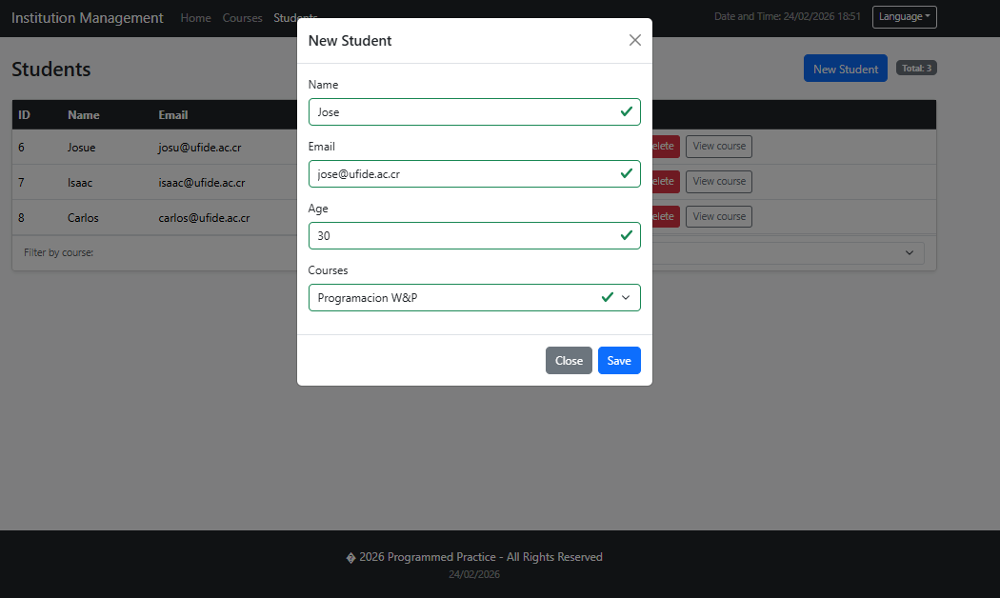 Institution Management Home Courses Students Date and Time: 24/02/2026 18:51 Language
New Student
Students
New Student Total: 3
Name
Jose
Email
jose@ufide.ac.cr
Age
30
Courses
Programacion W&P
Close Save
ID Name Email
6 Josue josu@ufide.ac.cr elete View course
7 Isaac isaac@ufide.ac.cr elete View course
8 Carlos carlos@ufide.ac.cr elete View course
Filter by course:
� 2026 Programmed Practice - All Rights Reserved
24/02/2026